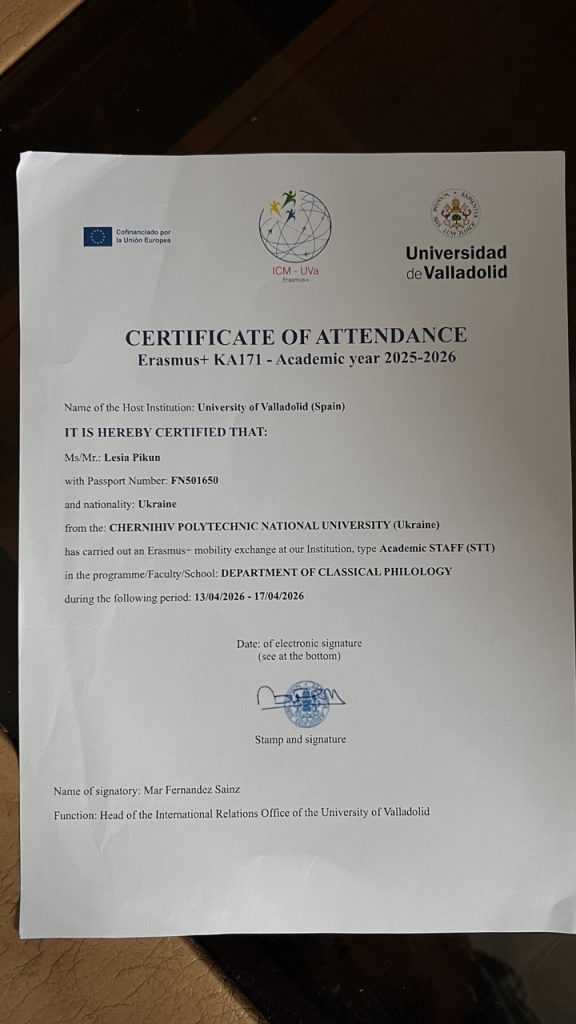 Cofinanciado por
la Unión Europea
ICM - UVa
Erasmus+
Universidad
de Valladolid
CERTIFICATE OF ATTENDANCE
Erasmus+ KA171 - Academic year 2025-2026
Name of the Host Institution: University of Valladolid (Spain)
IT IS HEREBY CERTIFIED THAT:
Ms/Mr.: Lesia Pikun
with Passport Number: FN501650
and nationality: Ukraine
from the: CHERNIHIV POLYTECHNIC NATIONAL UNIVERSITY (Ukraine)
has carried out an Erasmus+ mobility exchange at our Institution, type Academic STAFF (STT)
in the programme/Faculty/School: DEPARTMENT OF CLASSICAL PHILOLOGY
during the following period: 13/04/2026 - 17/04/2026
Date: of electronic signature
(see at the bottom)
Stamp and signature
Name of signatory: Mar Fernandez Sainz
Function: Head of the International Relations Office of the University of Valladolid